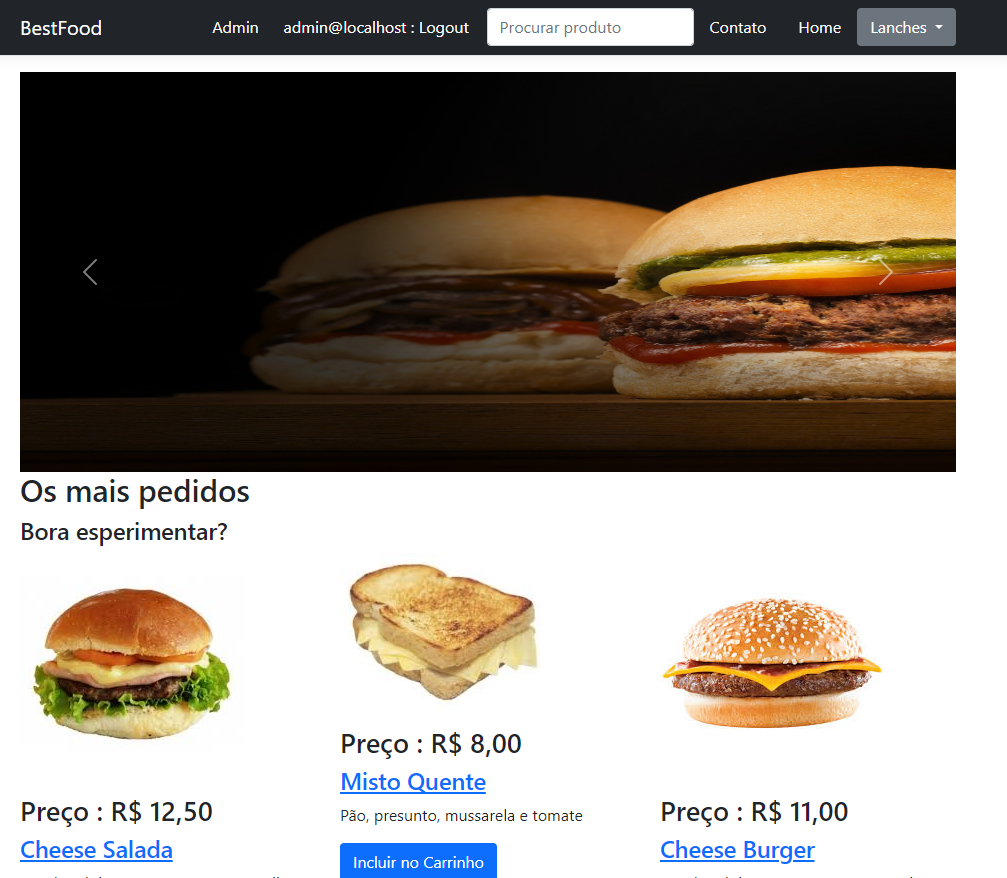 BestFood
Admin
admin@localhost : Logout
Procurar produto
Contato
Home
Lanches
Os mais pedidos
Bora esperimentar?
Preço : R$ 8,00
Misto Quente
Pão, presunto, mussarela e tomate
Incluir no Carrinho
Preço : R$ 12,50
Cheese Salada
Preço : R$ 11,00
Cheese Burger